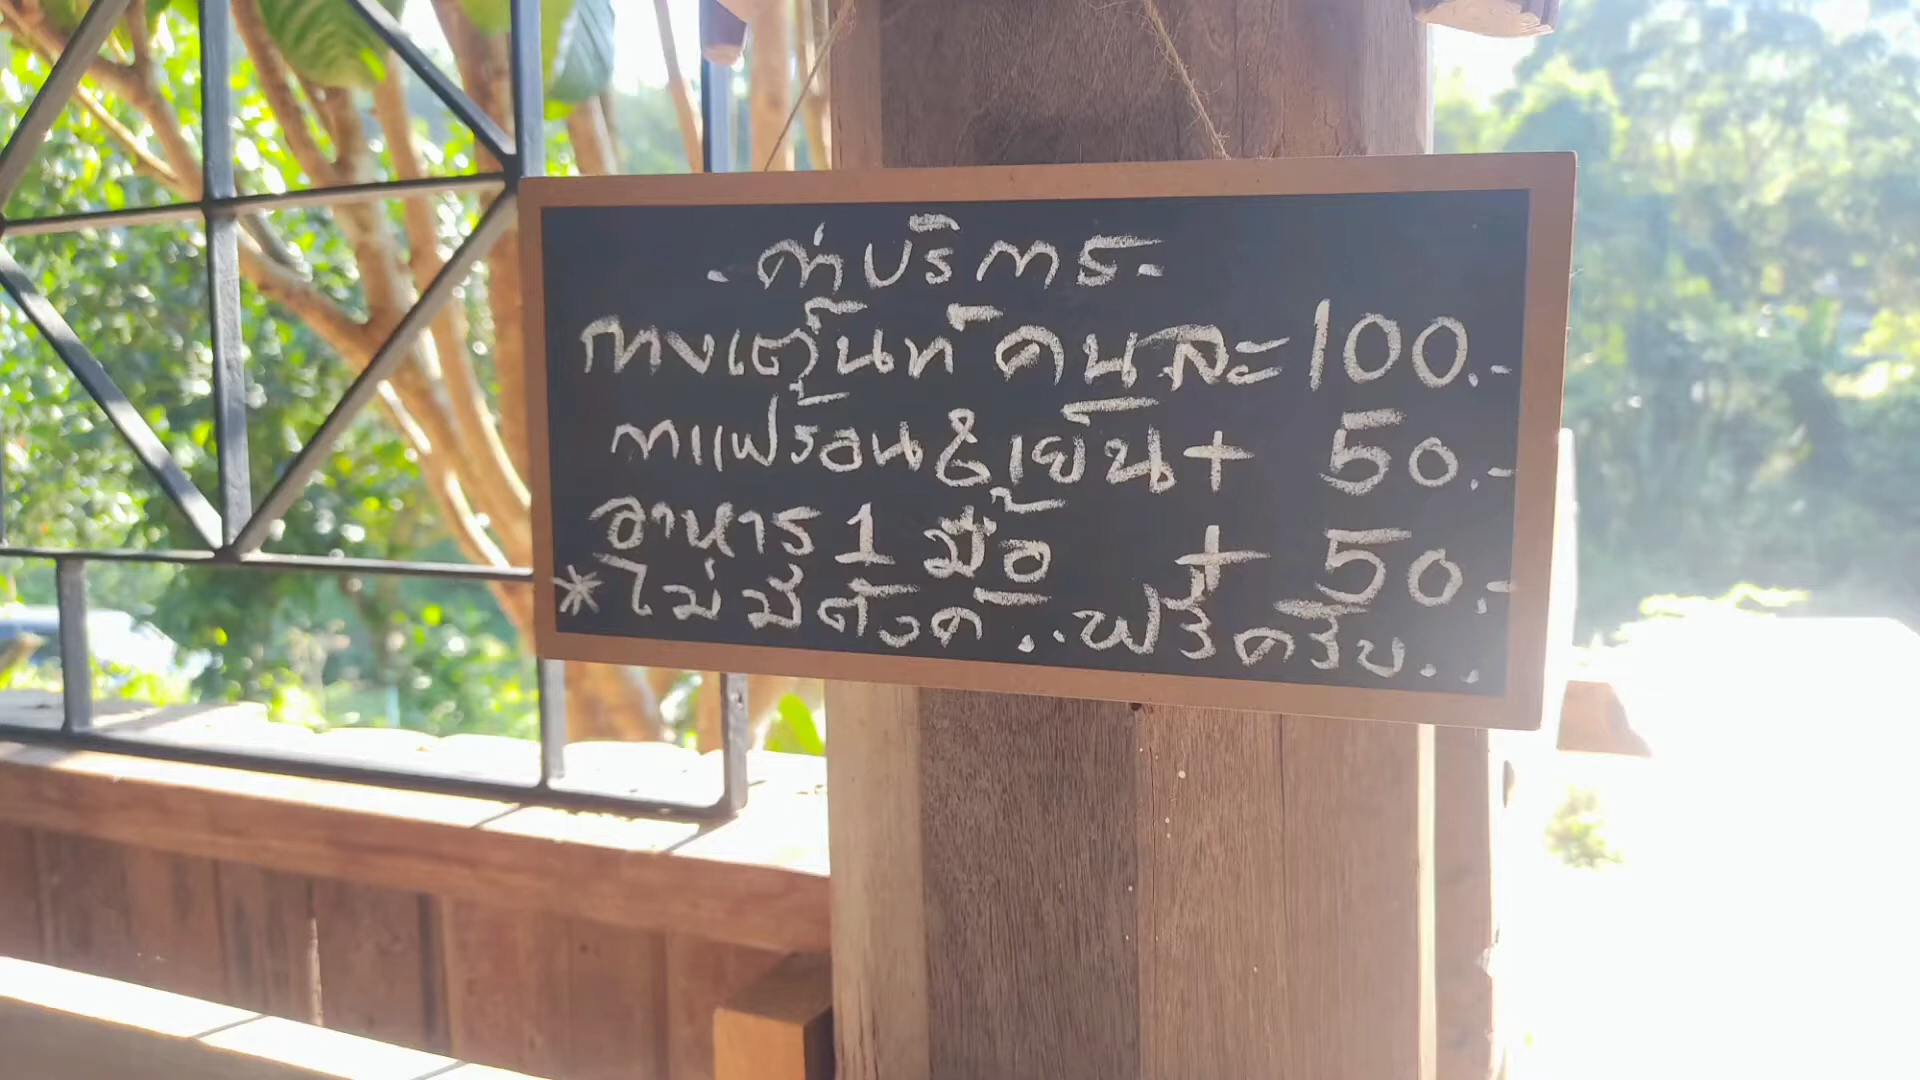 - ค่าบริการ -
กางเต็นท์ คนละ 100.-
กาแฟร้อน & เย็น + 50.-
อาหาร 1 มื้อ + 50.-
* ไม่มีตังค์..ฟรีครับ..